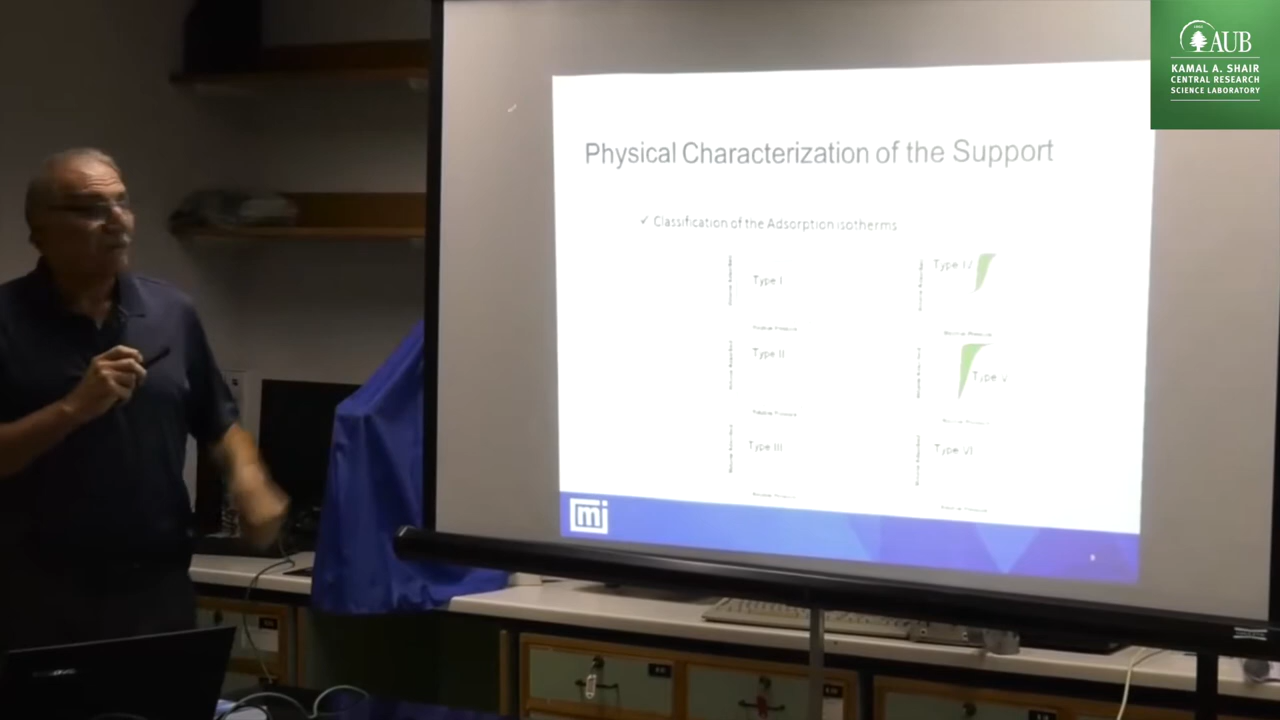 AUB
KAMAL A. SHAIR
CENTRAL RESEARCH
SCIENCE LABORATORY
Physical Characterization of the Support
✓ Classification of the Adsorption isotherms
Type I
Type IV
Type II
Type V
Type III
Type VI
mi